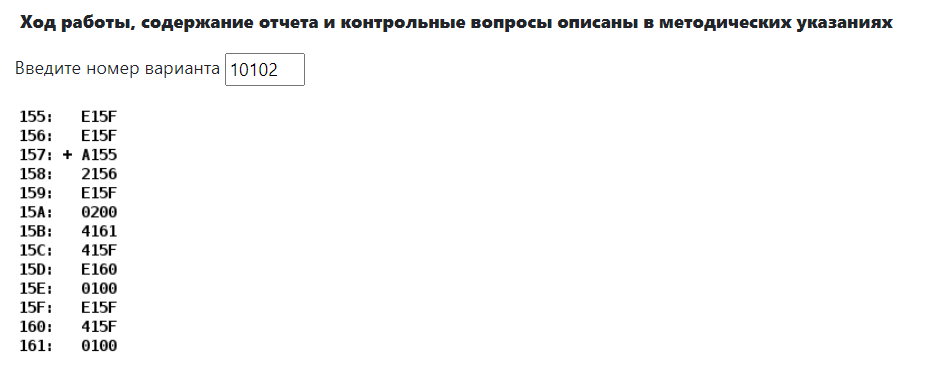 Ход работы, содержание отчета и контрольные вопросы описаны в методических указаниях
Введите номер варианта 10102
155: E15F
156: E15F
157: + A155
158: 2156
159: E15F
15A: 0200
15B: 4161
15C: 415F
15D: E160
15E: 0100
15F: E15F
160: 415F
161: 0100